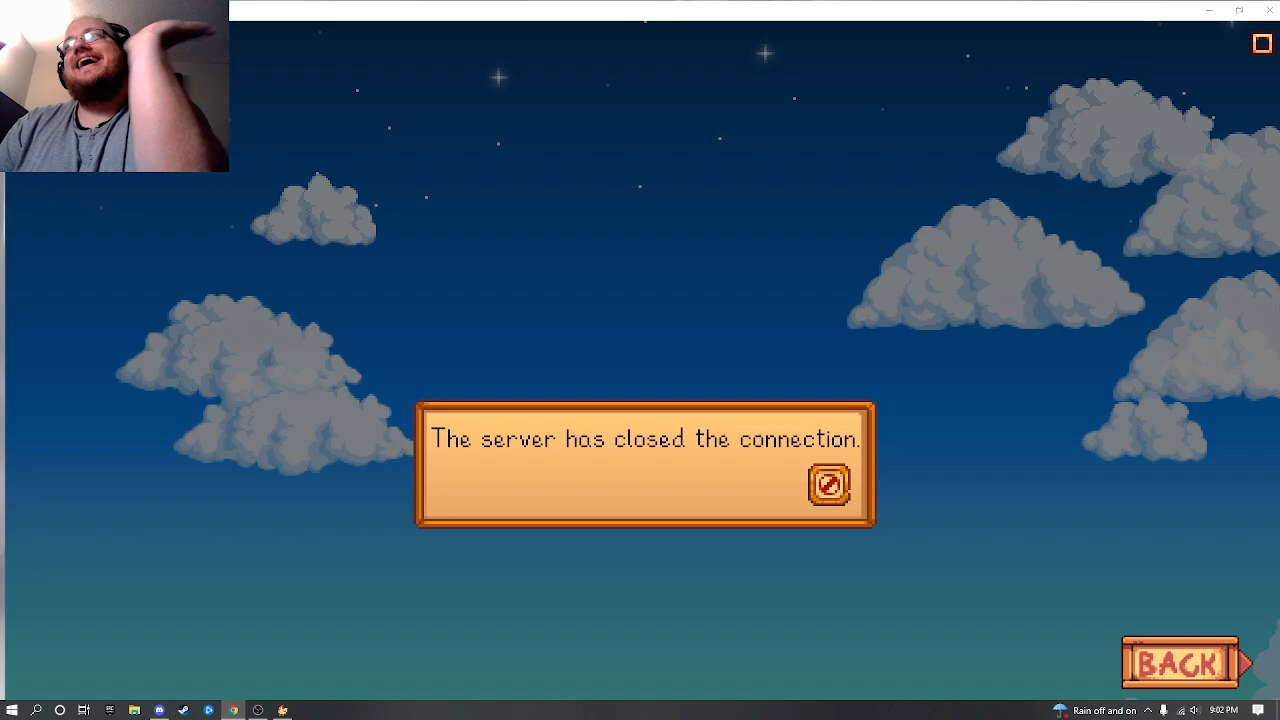 The server has closed the connection.
BACK
Rain off and on
9:02 PM